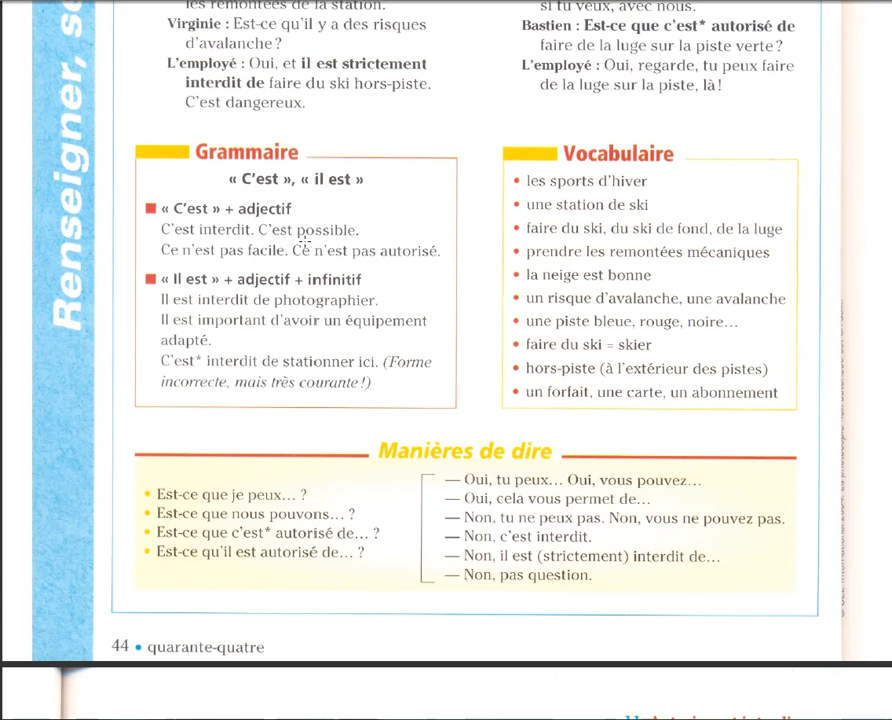 les remontées de la station.
Virginie : Est-ce qu'il y a des risques
d'avalanche ?
L'employé : Oui, et il est strictement
interdit de faire du ski hors-piste.
C'est dangereux.
si tu veux, avec nous.
Bastien : Est-ce que c'est* autorisé de
faire de la luge sur la piste verte ?
L'employé : Oui, regarde, tu peux faire
de la luge sur la piste, là !
Renseigner, se
Grammaire
« C'est », « il est »
« C'est » + adjectif
C'est interdit. C'est possible.
Ce n'est pas facile. Ce n'est pas autorisé.
« Il est » + adjectif + infinitif
Il est interdit de photographier.
Il est important d'avoir un équipement
adapté.
C'est* interdit de stationner ici. (Forme
incorrecte, mais très courante !)
Vocabulaire
• les sports d'hiver
• une station de ski
• faire du ski, du ski de fond, de la luge
• prendre les remontées mécaniques
• la neige est bonne
• un risque d'avalanche, une avalanche
• une piste bleue, rouge, noire…
• faire du ski = skier
• hors-piste (à l'extérieur des pistes)
• un forfait, une carte, un abonnement
Manières de dire
• Est-ce que je peux… ?
• Est-ce que nous pouvons… ?
• Est-ce que c'est* autorisé de… ?
• Est-ce qu'il est autorisé de… ?
— Oui, tu peux… Oui, vous pouvez…
— Oui, cela vous permet de…
— Non, tu ne peux pas. Non, vous ne pouvez pas.
— Non, c'est interdit.
— Non, il est (strictement) interdit de…
— Non, pas question.
44 • quarante-quatre